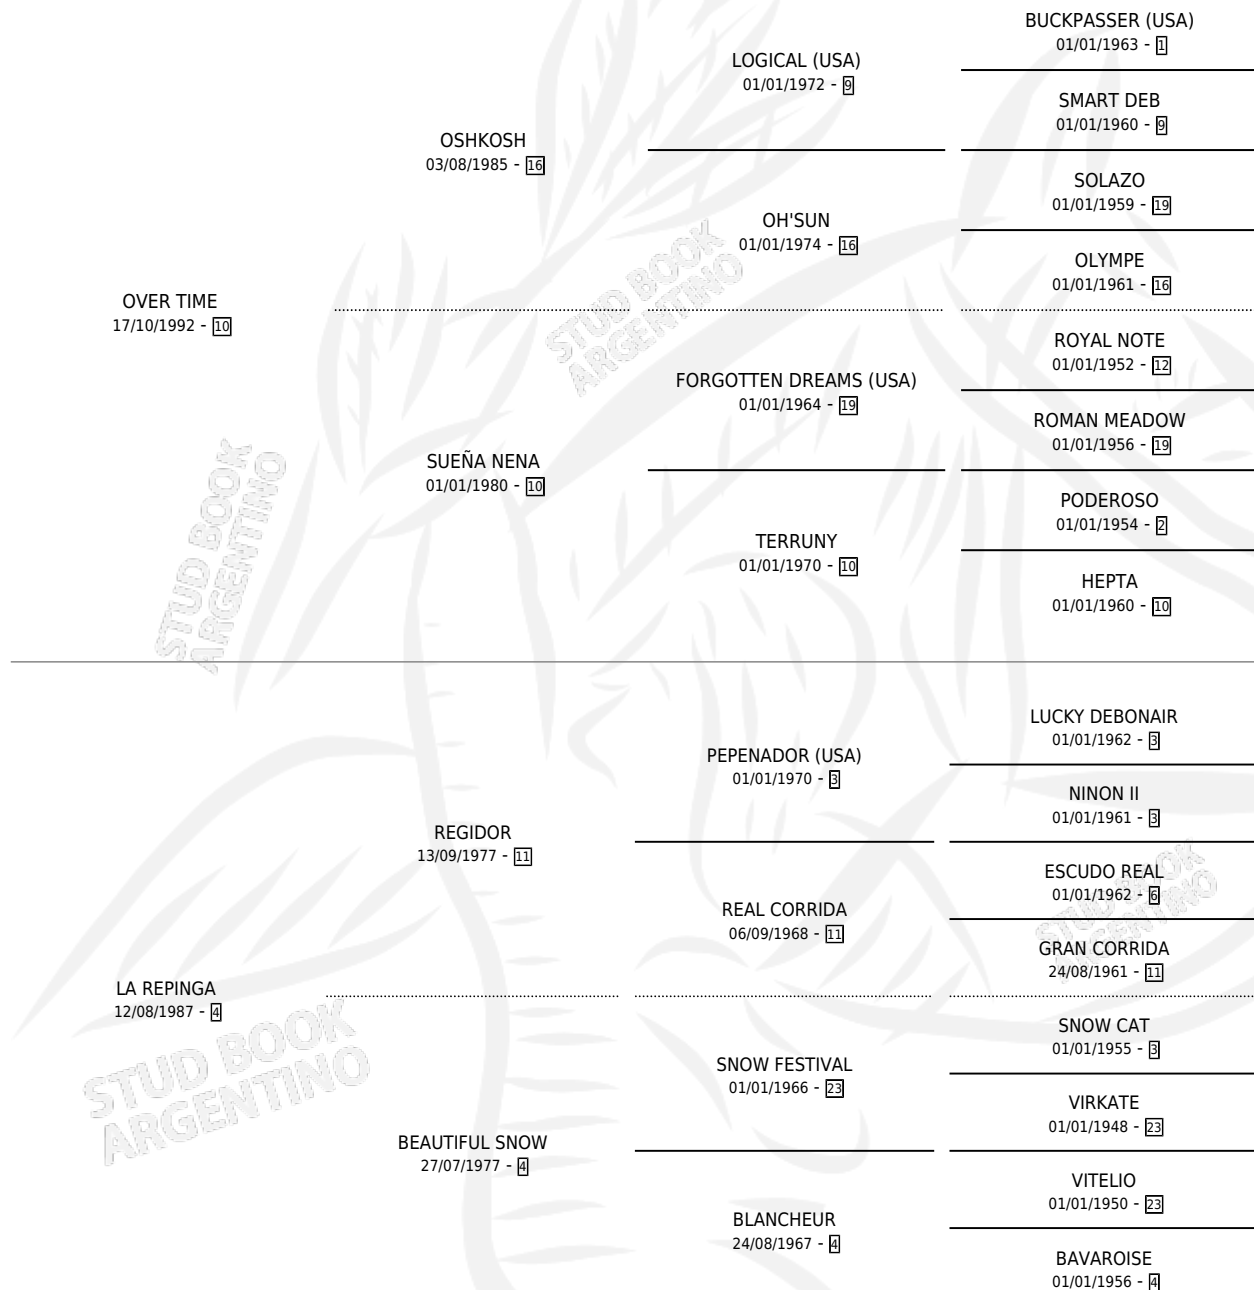 BUCKPASSER (USA)
01/01/1963 - 1
LOGICAL (USA)
01/01/1972 - 9
SMART DEB
01/01/1960 - 9
OSHKOSH
03/08/1985 - 16
SOLAZO
01/01/1959 - 19
OH'SUN
01/01/1974 - 16
OLYMPE
01/01/1961 - 16
OVER TIME
17/10/1992 - 10
ROYAL NOTE
01/01/1952 - 12
FORGOTTEN DREAMS (USA)
01/01/1964 - 19
ROMAN MEADOW
01/01/1956 - 19
SUEÑA NENA
01/01/1980 - 10
PODEROSO
01/01/1954 - 2
TERRUNY
01/01/1970 - 10
HEPTA
01/01/1960 - 10
LUCKY DEBONAIR
01/01/1962 - 3
PEPENADOR (USA)
01/01/1970 - 3
NINON II
01/01/1961 - 3
REGIDOR
13/09/1977 - 11
ESCUDO REAL
01/01/1962 - 6
REAL CORRIDA
06/09/1968 - 11
GRAN CORRIDA
24/08/1961 - 11
LA REPINGA
12/08/1987 - 4
SNOW CAT
01/01/1955 - 3
SNOW FESTIVAL
01/01/1966 - 23
VIRKATE
01/01/1948 - 23
BEAUTIFUL SNOW
27/07/1977 - 4
VITELIO
01/01/1950 - 23
BLANCHEUR
24/08/1967 - 4
BAVAROISE
01/01/1956 - 4
STUD BOOK
ARGENTINO
STUD BOOK
ARGENTINO
STUD BOOK
ARGENTINO
STUD BOOK
ARGENTINO